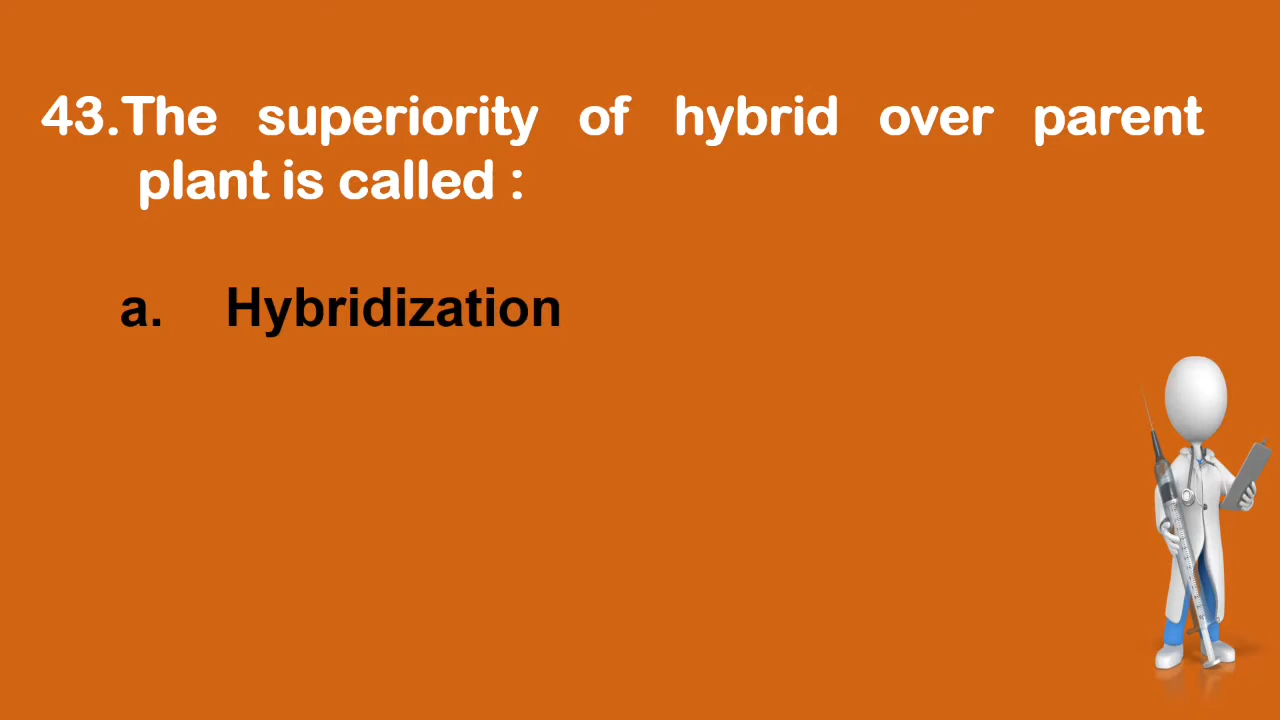 43.The superiority of hybrid over parent
plant is called :
a. Hybridization